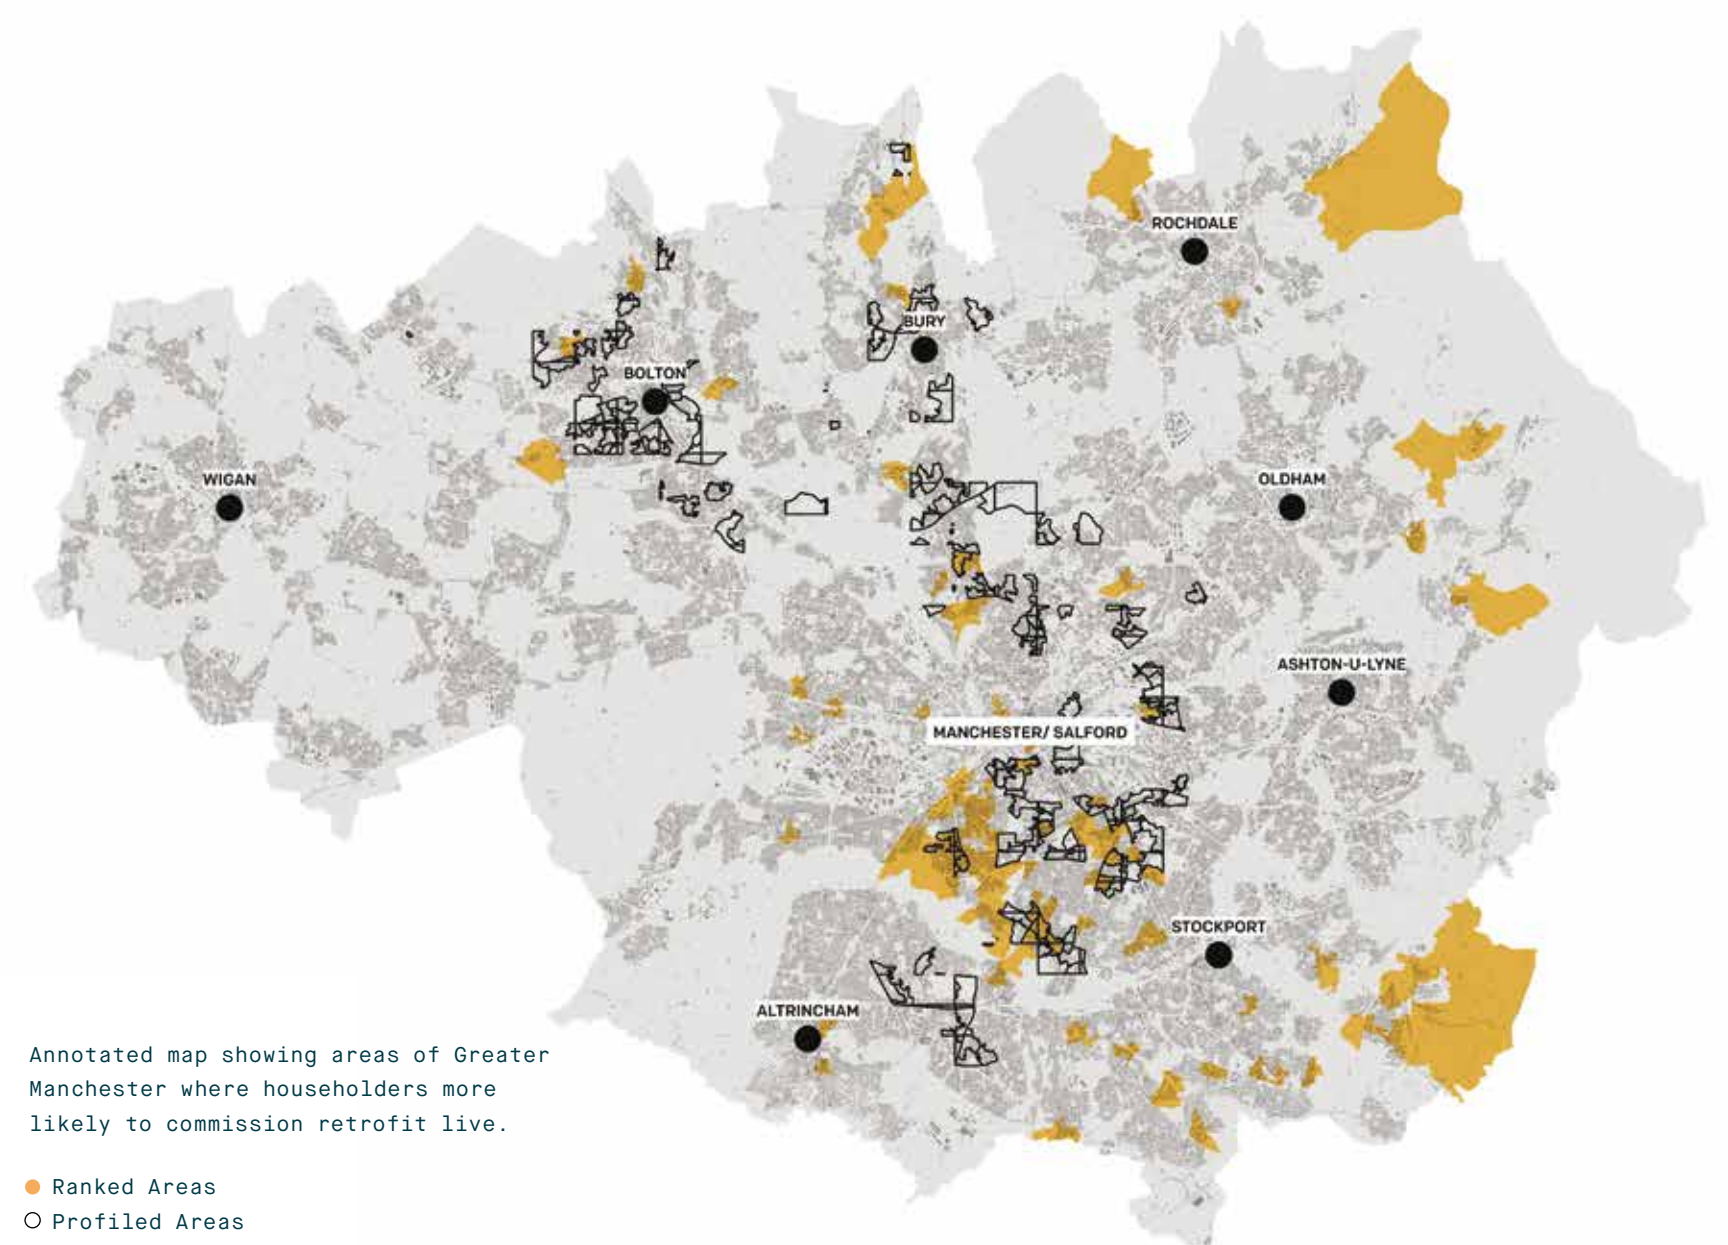 ROCHDALE
BURY
BOLTON
WIGAN
OLDHAM
ASHTON-U-LYNE
MANCHESTER/ SALFORD
STOCKPORT
ALTRINCHAM
Annotated map showing areas of Greater
Manchester where householders more
likely to commission retrofit live.
Ranked Areas
Profiled Areas